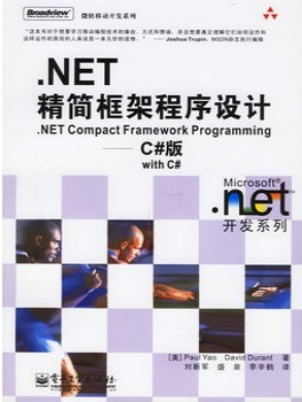 Broadview 微软移动开发系列
"这本书对于想要学习移动编程技术的缘由、方式和弊端，并且想要真正理解它们如何运作和
这样运作的原因的人来说是一本无价的读物。"
—— Joshua Trupin，MSDN杂志执行编辑
.NET
精简框架程序设计
.NET Compact Framework Programming
—— C#版
with C#
Microsoft®
.net™
开发系列
[美] Paul Yao David Durant 著
刘新军 盛泉 李辛鹤 译
电子工业出版社